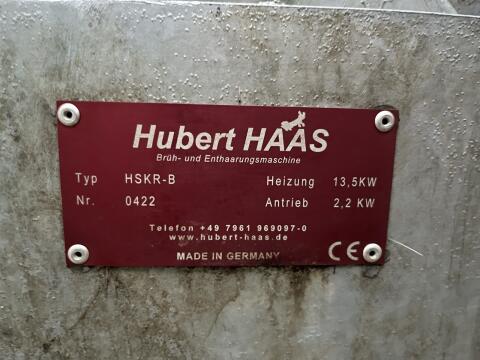 Hubert HAAS
Brüh- und Enthaarungsmaschine
Typ HSKR-B Heizung 13,5KW
Nr. 0422 Antrieb 2,2 KW
Telefon +49 7961 969097-0
www.hubert-haas.de
MADE IN GERMANY CE